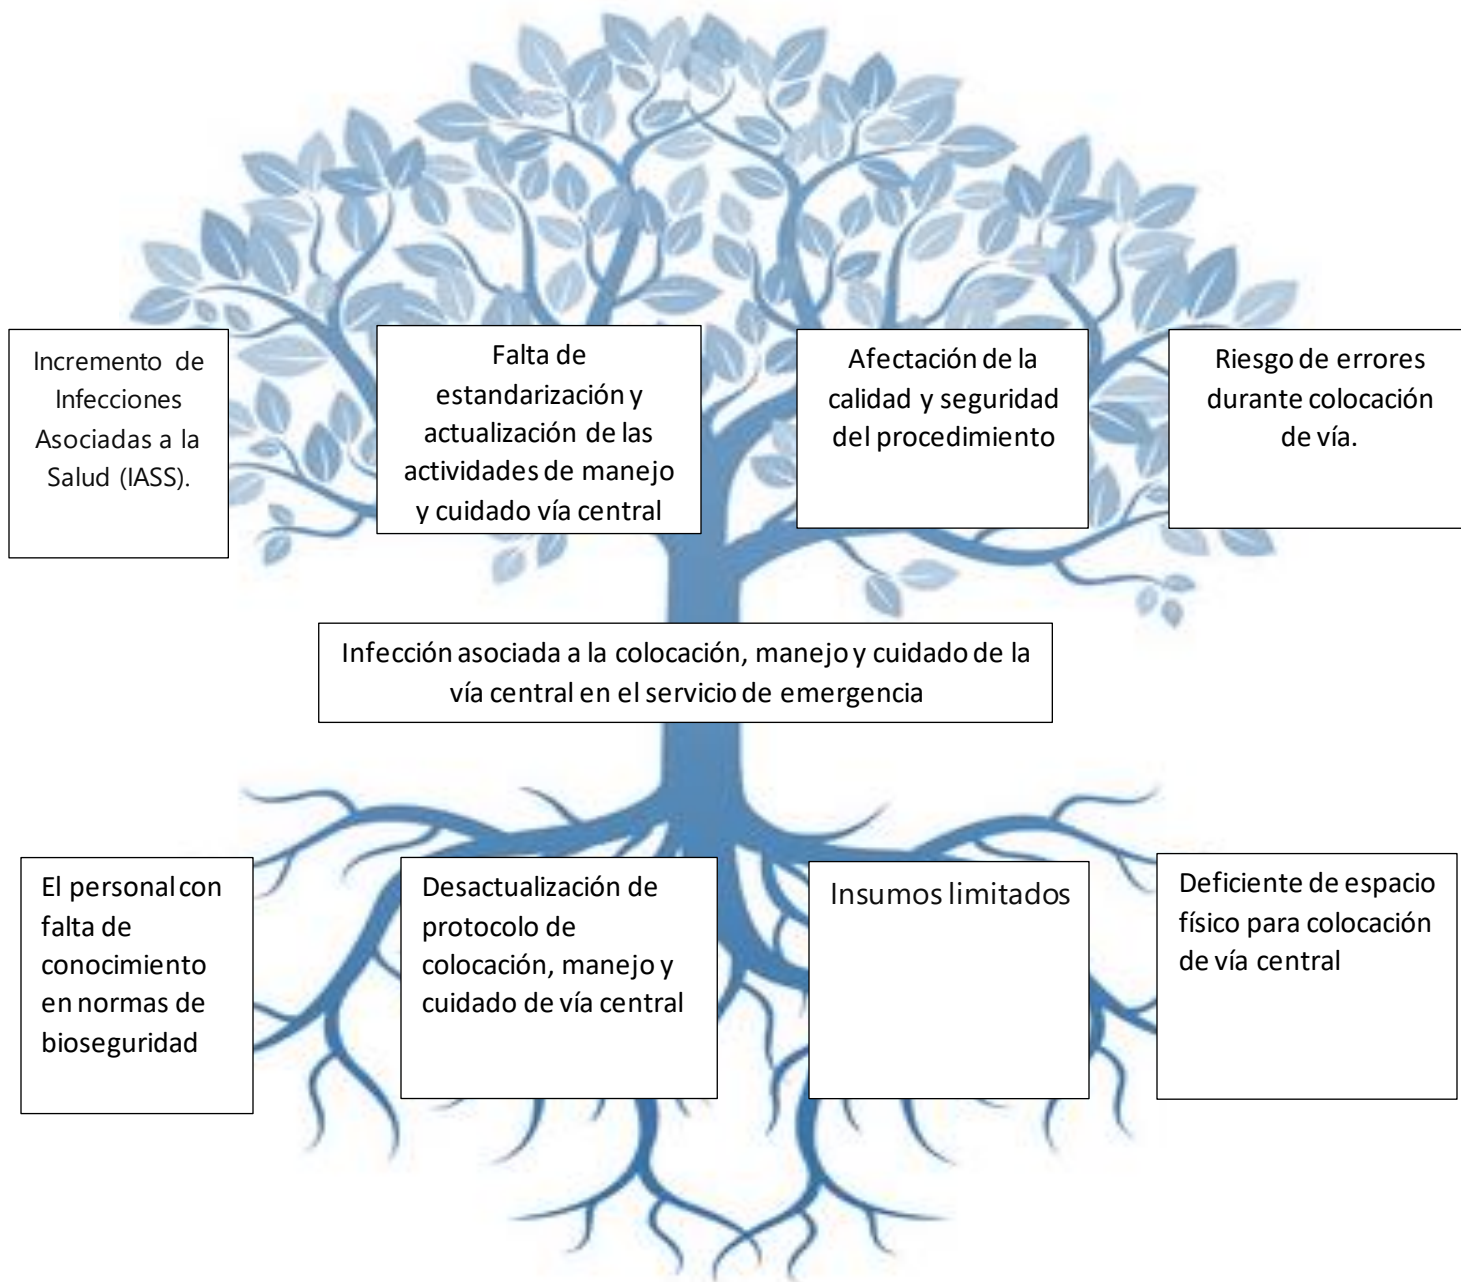 Incremento de
Infecciones
Asociadas a la
Salud (IASS).
Falta de
estandarización y
actualización de las
actividades de manejo
y cuidado vía central
Afectación de la
calidad y seguridad
del procedimiento
Riesgo de errores
durante colocación
de vía.
Infección asociada a la colocación, manejo y cuidado de la
vía central en el servicio de emergencia
El personal con
falta de
conocimiento
en normas de
bioseguridad
Desactualización de
protocolo de
colocación, manejo y
cuidado de vía central
Insumos limitados
Deficiente de espacio
físico para colocación
de vía central